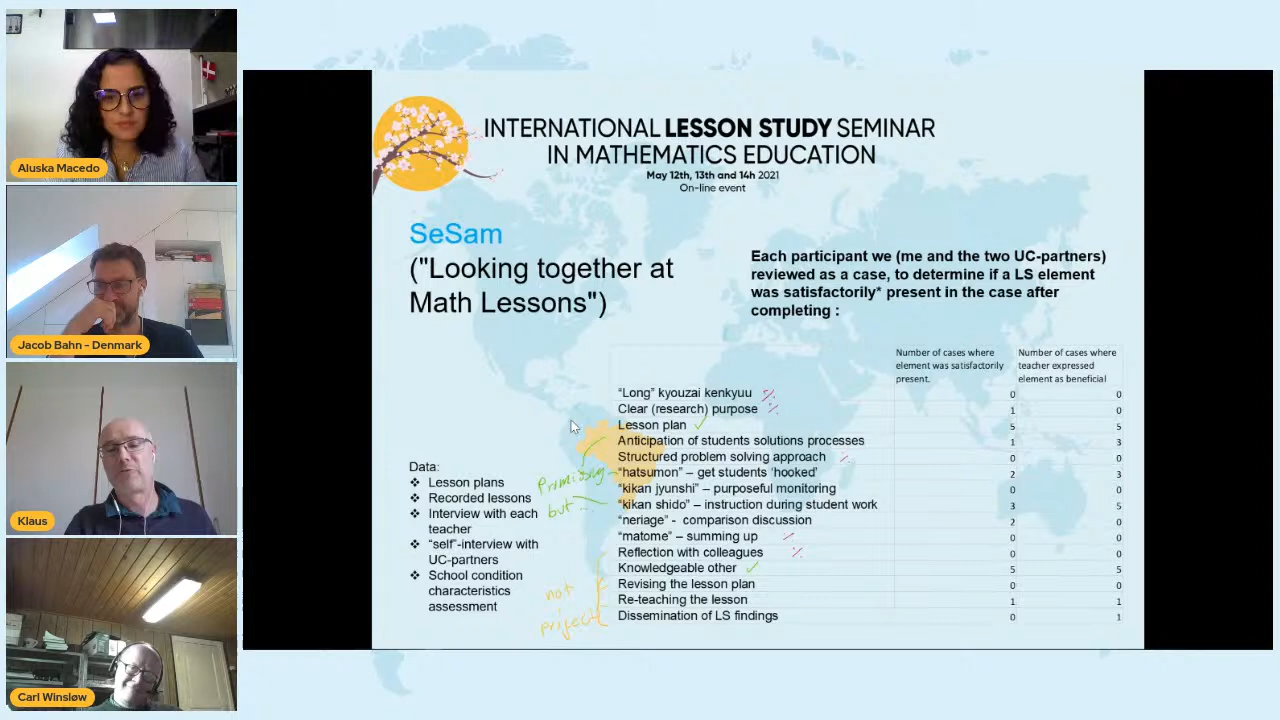 Aluska Macedo
Jacob Bahn - Denmark
Klaus
Carl Winsløw
INTERNATIONAL LESSON STUDY SEMINAR
IN MATHEMATICS EDUCATION
May 12th, 13th and 14h 2021
On-line event
SeSam
("Looking together at
Math Lessons")
Each participant we (me and the two UC-partners)
reviewed as a case, to determine if a LS element
was satisfactorily* present in the case after
completing :
Data:
❖ Lesson plans
❖ Recorded lessons
❖ Interview with each
teacher
❖ "self"-interview with
UC-partners
❖ School condition
characteristics
assessment
Promissing
but...
not
project
Number of cases where
element was satisfactorily
present.
Number of cases where
teacher expressed
element as beneficial
"Long" kyouzai kenkyuu ⁒ 0 0
Clear (research) purpose ⁒ 1 0
Lesson plan ✓ 5 5
Anticipation of students solutions processes 1 3
Structured problem solving approach ⁒ 0 0
"hatsumon" – get students 'hooked' 2 3
"kikan jyunshi" – purposeful monitoring 0 0
"kikan shido" – instruction during student work 3 5
"neriage" - comparison discussion 2 0
"matome" – summing up ⁒ 0 0
Reflection with colleagues ⁒ 0 0
Knowledgeable other ✓ 5 5
Revising the lesson plan 0 0
Re-teaching the lesson 1 1
Dissemination of LS findings 0 1